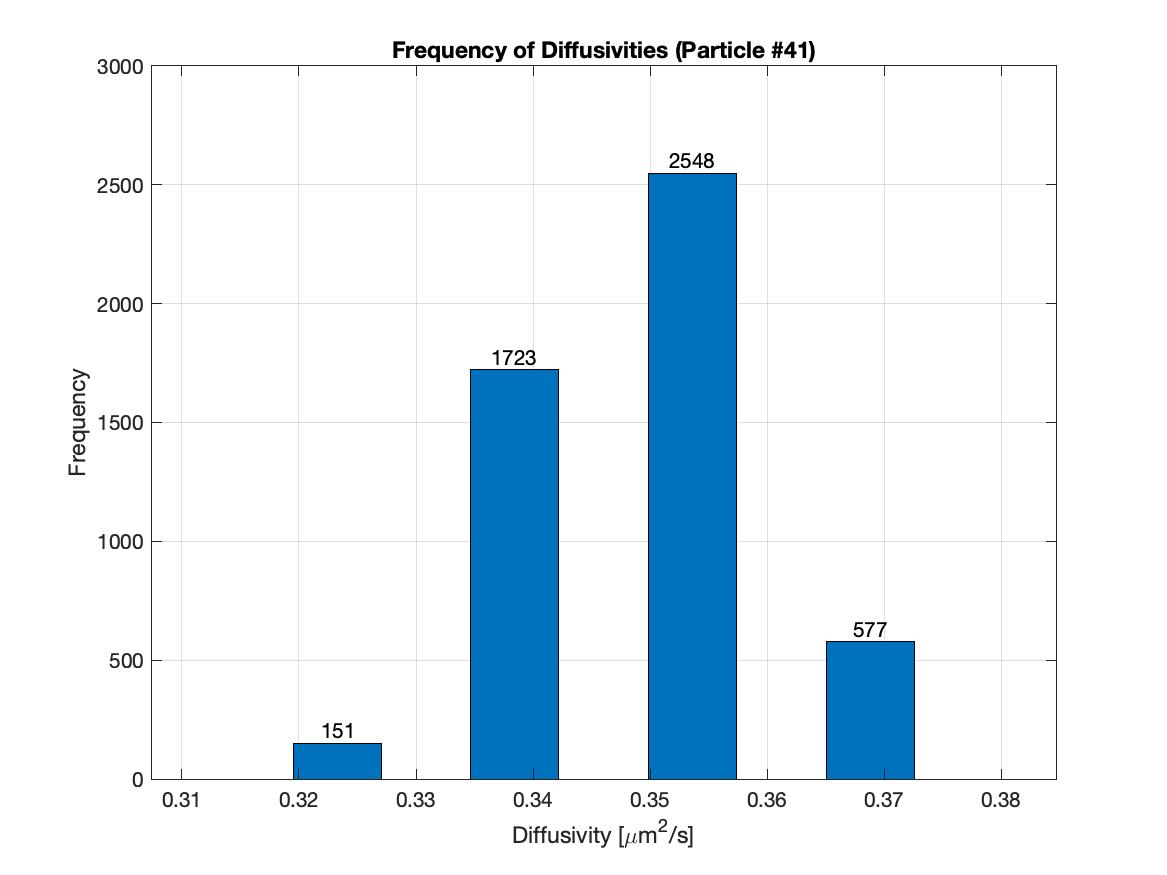 Frequency of Diffusivities (Particle #41)
3000
2500
2000
1500
1000
500
0
Frequency
151
1723
2548
577
0.31 0.32 0.33 0.34 0.35 0.36 0.37 0.38
Diffusivity [μm²/s]